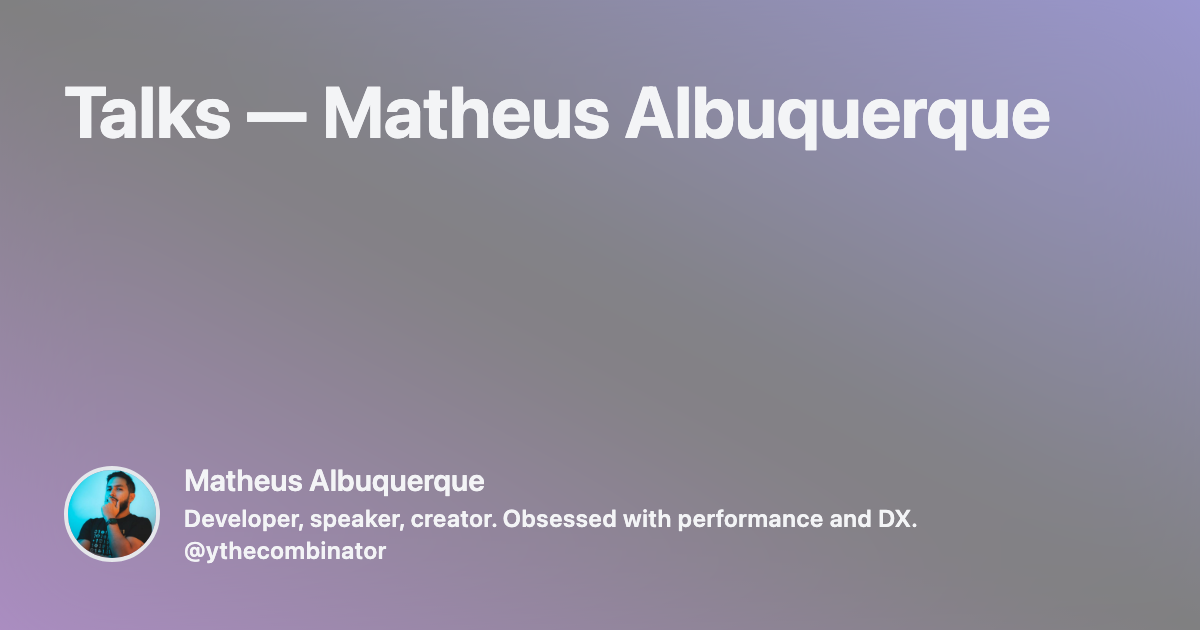 Talks — Matheus Albuquerque
Matheus Albuquerque
Developer, speaker, creator. Obsessed with performance and DX.
@ythecombinator